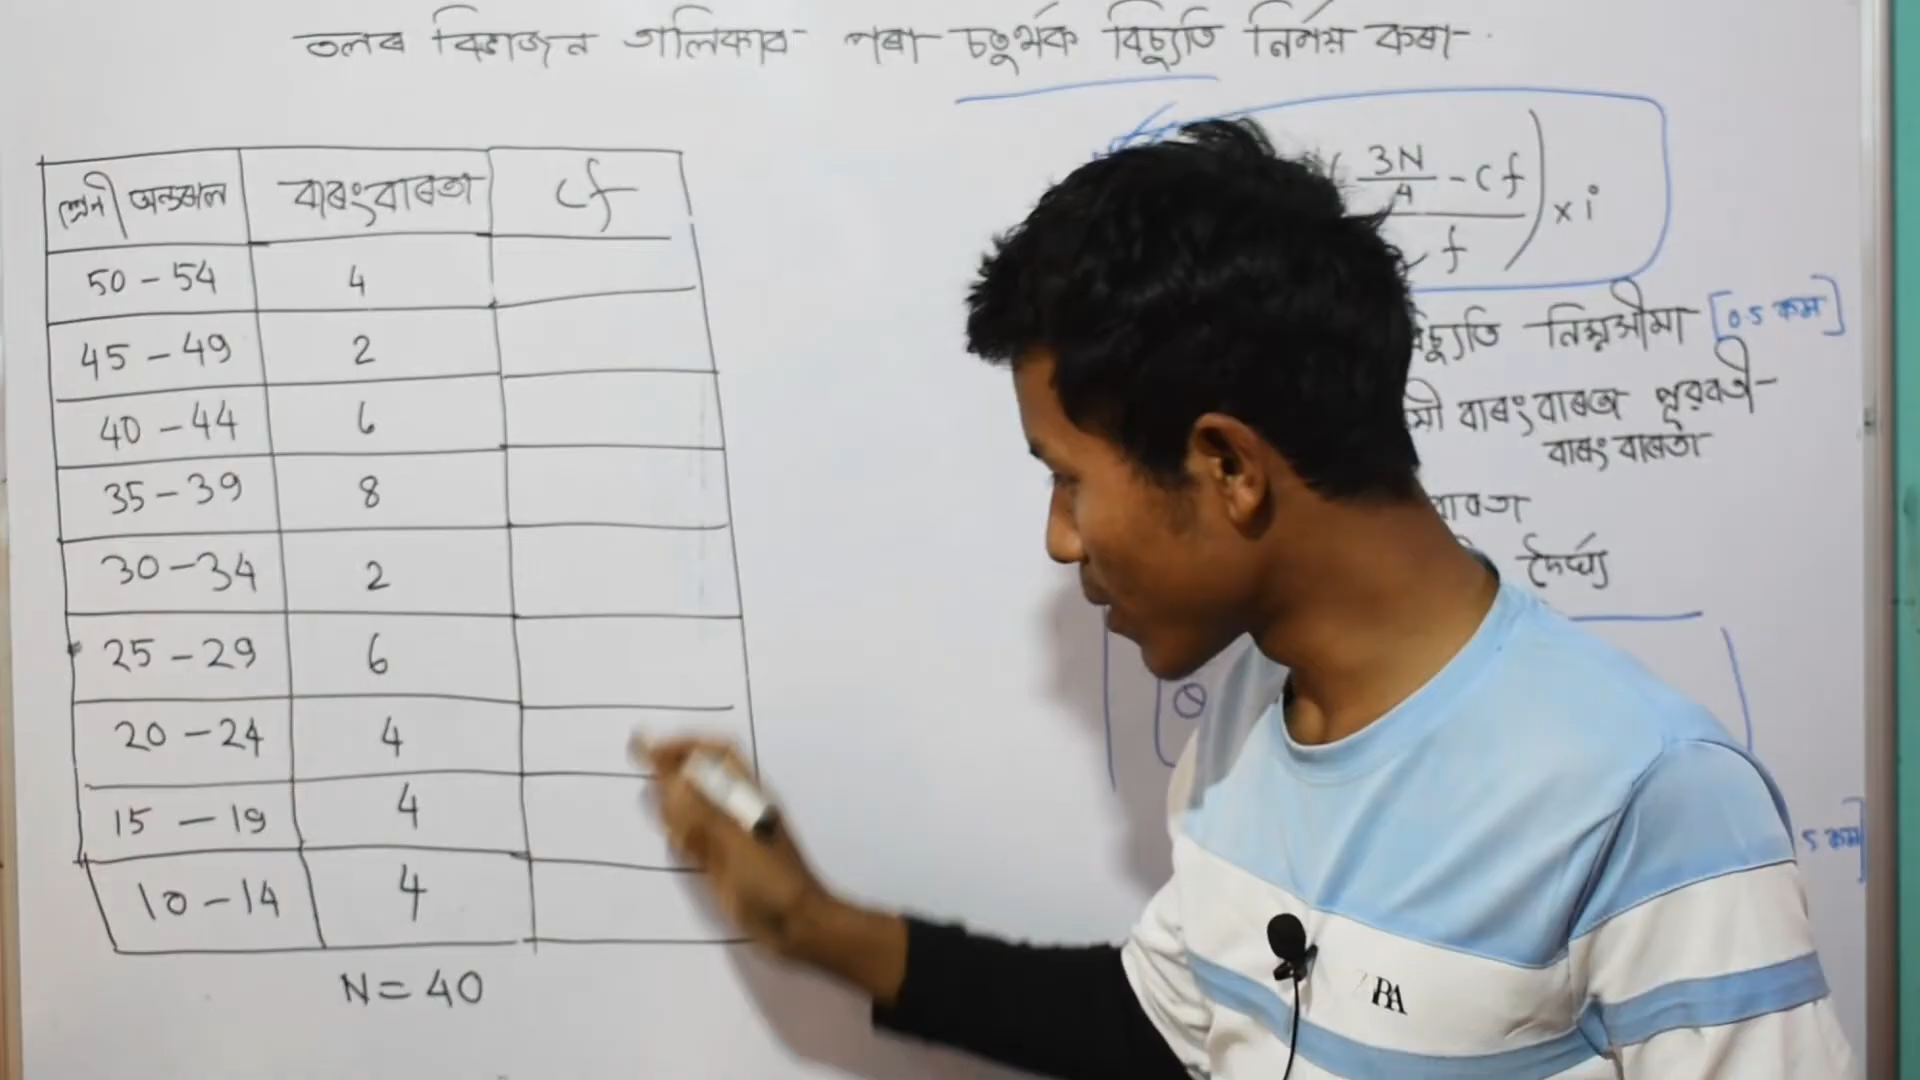 তলৰ বিভাজন তালিকাৰ পৰা চতুৰ্থক বিচ্যুতি নিৰ্ণয় কৰা
শ্ৰেণী অন্তৰাল বাৰংবাৰতা cf
50 - 54 4
45 - 49 2
40 - 44 6
35 - 39 8
30 - 34 2
25 - 29 6
20 - 24 4
15 - 19 4
10 - 14 4
N = 40
3N/4 - cf
f
× i
নিম্নসীমা [0.5 কম]
বাৰংবাৰতা পূৰ্বৱৰ্তী
বাৰংবাৰতা
দৈৰ্ঘ্য
5 কম]
BA